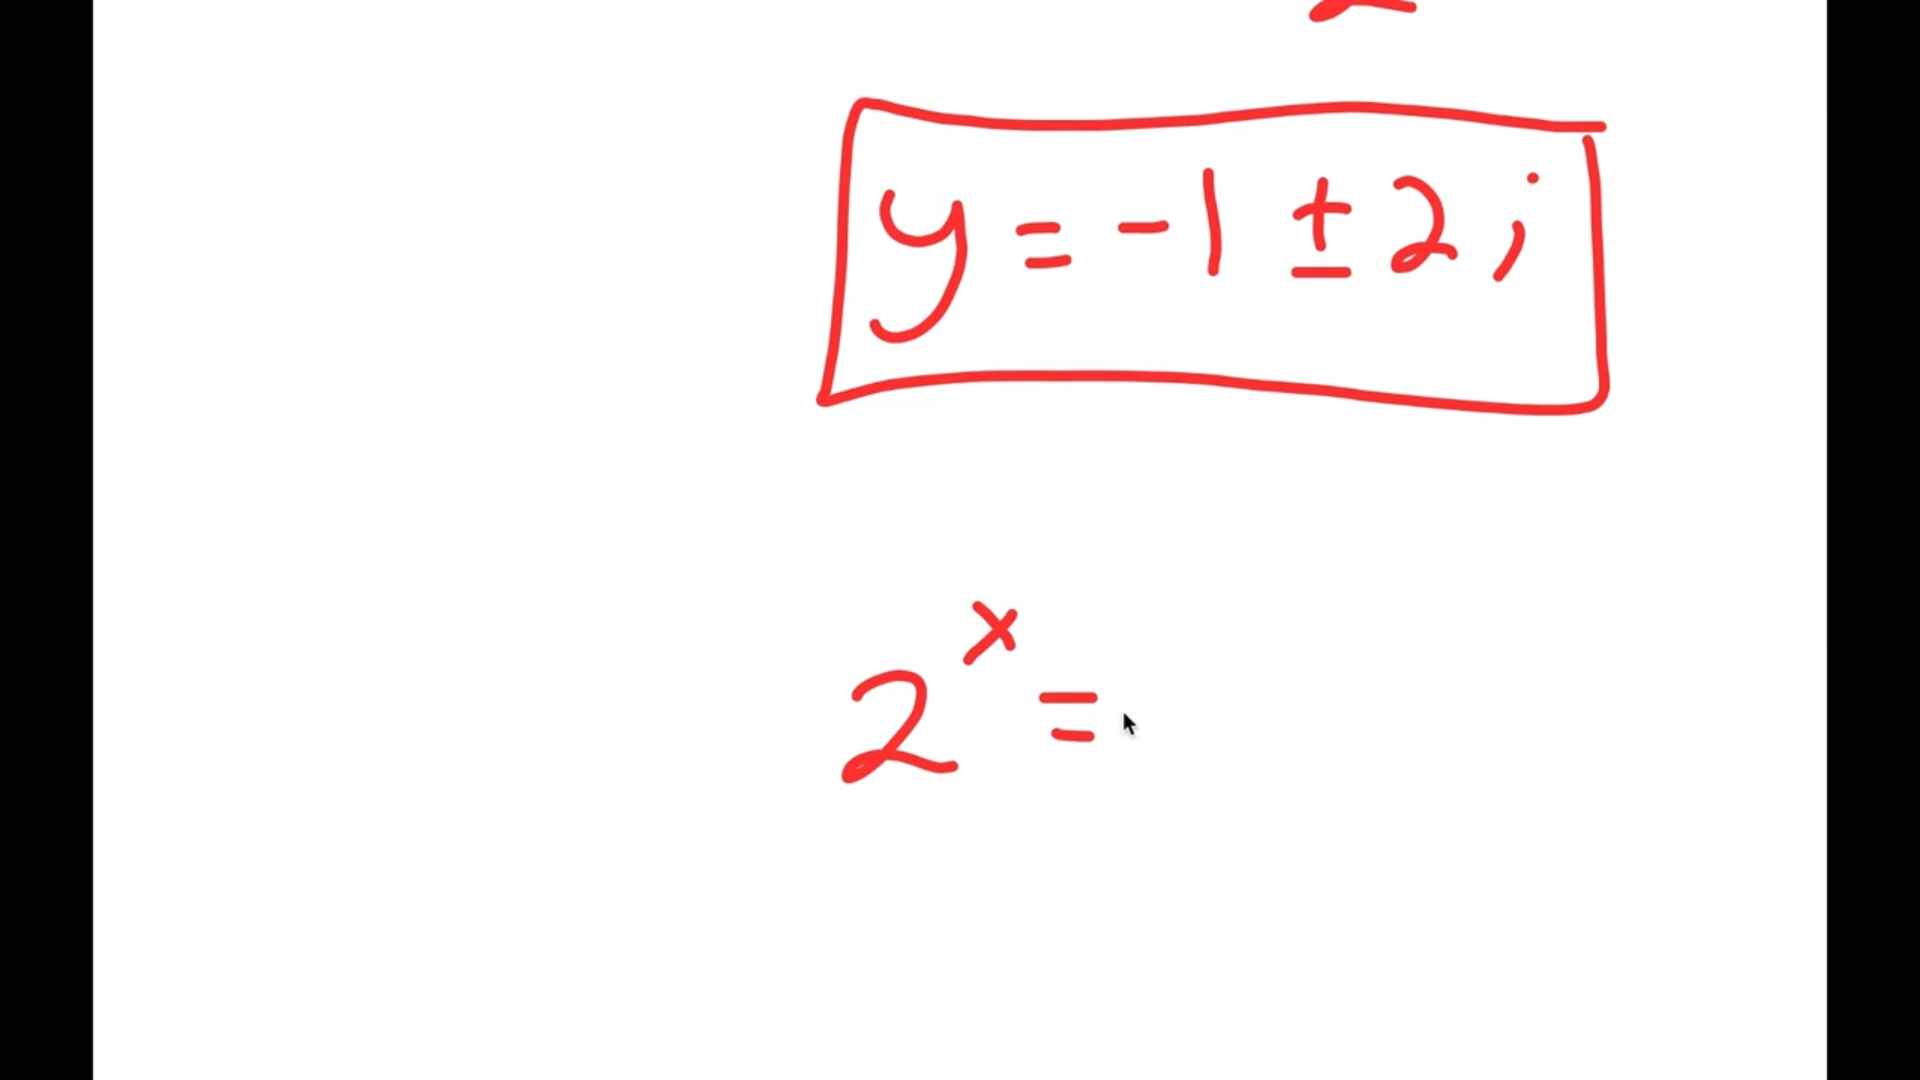 y = -1 ± 2i
2^x =